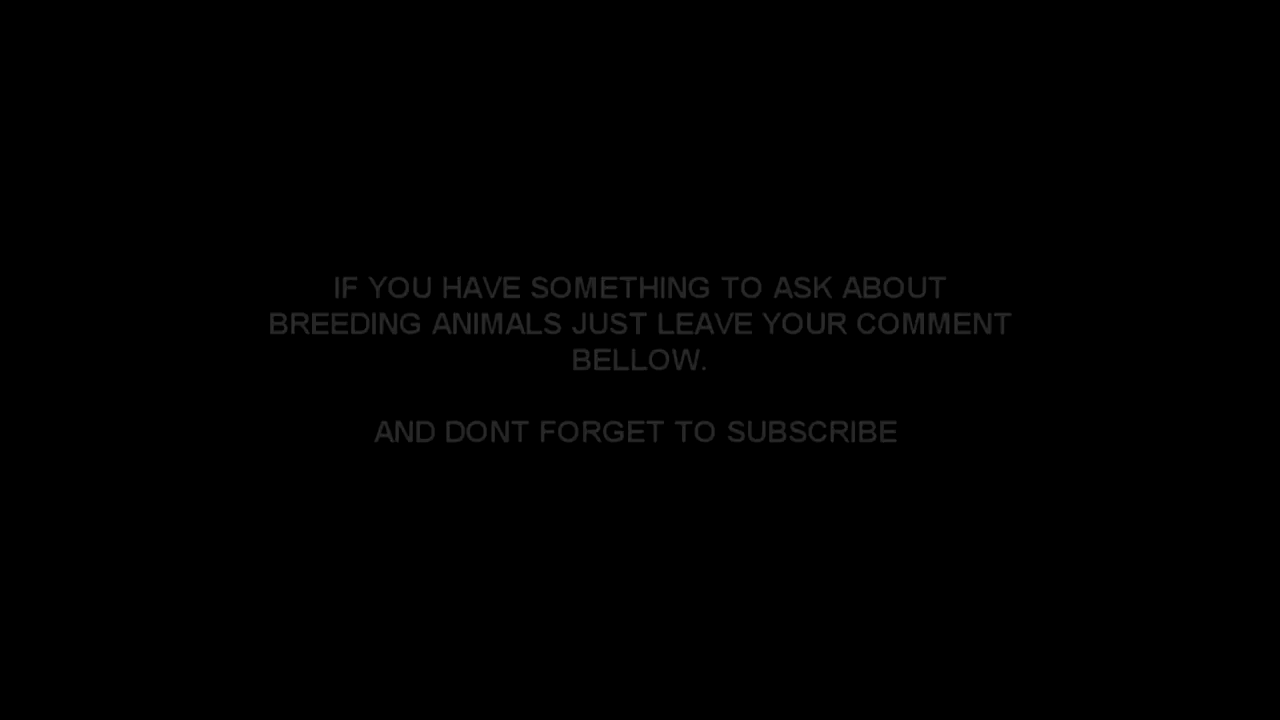 IF YOU HAVE SOMETHING TO ASK ABOUT
BREEDING ANIMALS JUST LEAVE YOUR COMMENT
BELLOW.
AND DONT FORGET TO SUBSCRIBE